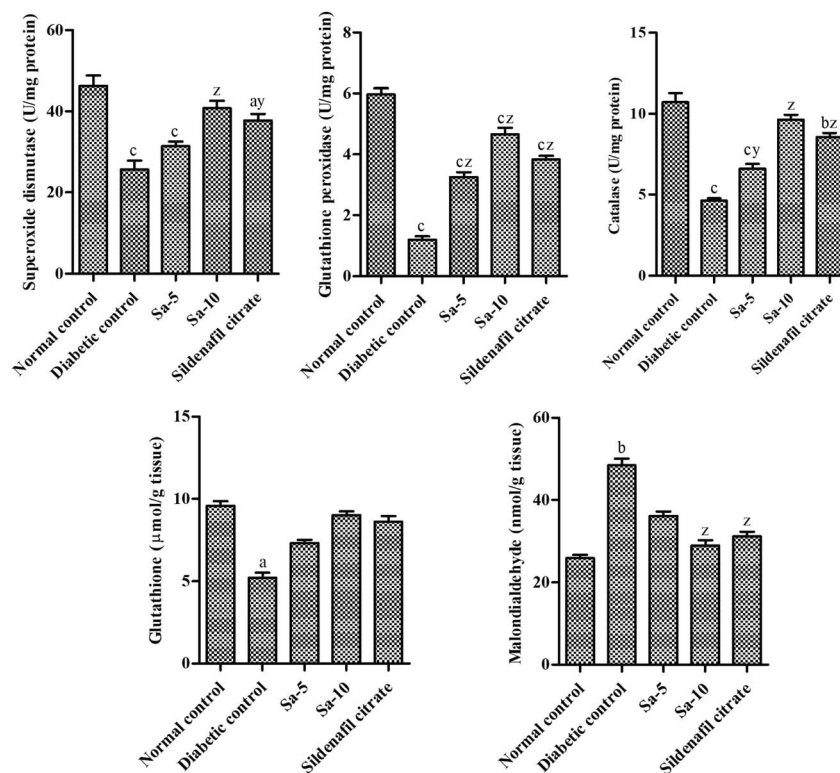 Superoxide dismutase (U/mg protein)
60
40
20
0
c
c
z
ay
Normal control
Diabetic control
Sa-5
Sa-10
Sildenafil citrate
Glutathione peroxidase (U/mg protein)
8
6
4
2
0
c
cz
cz
cz
Normal control
Diabetic control
Sa-5
Sa-10
Sildenafil citrate
Catalase (U/mg protein)
15
10
5
0
c
cy
z
bz
Normal control
Diabetic control
Sa-5
Sa-10
Sildenafil citrate
Glutathione (μmol/g tissue)
15
10
5
0
a
Normal control
Diabetic control
Sa-5
Sa-10
Sildenafil citrate
Malondialdehyde (nmol/g tissue)
60
40
20
0
b
z
z
Normal control
Diabetic control
Sa-5
Sa-10
Sildenafil citrate